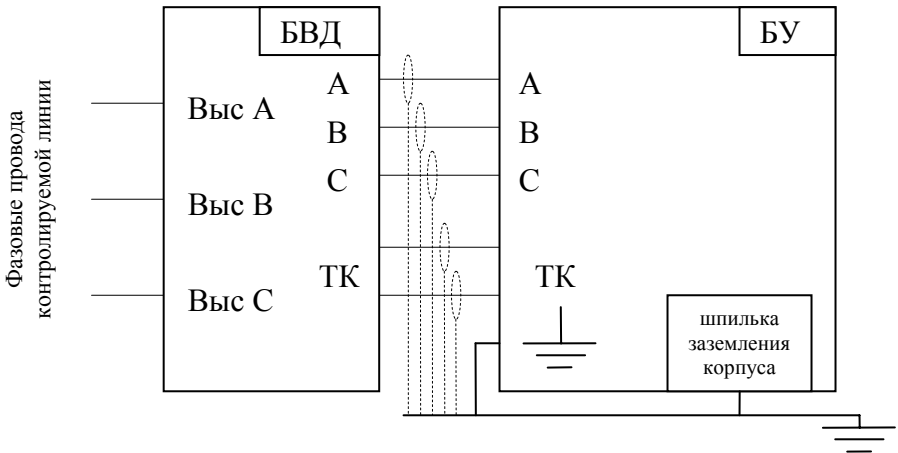 Фазовые провода
контролируемой линии
БВД
Выс А
Выс В
Выс С
А
В
С
ТК
БУ
А
В
С
ТК
шпилька
заземления
корпуса